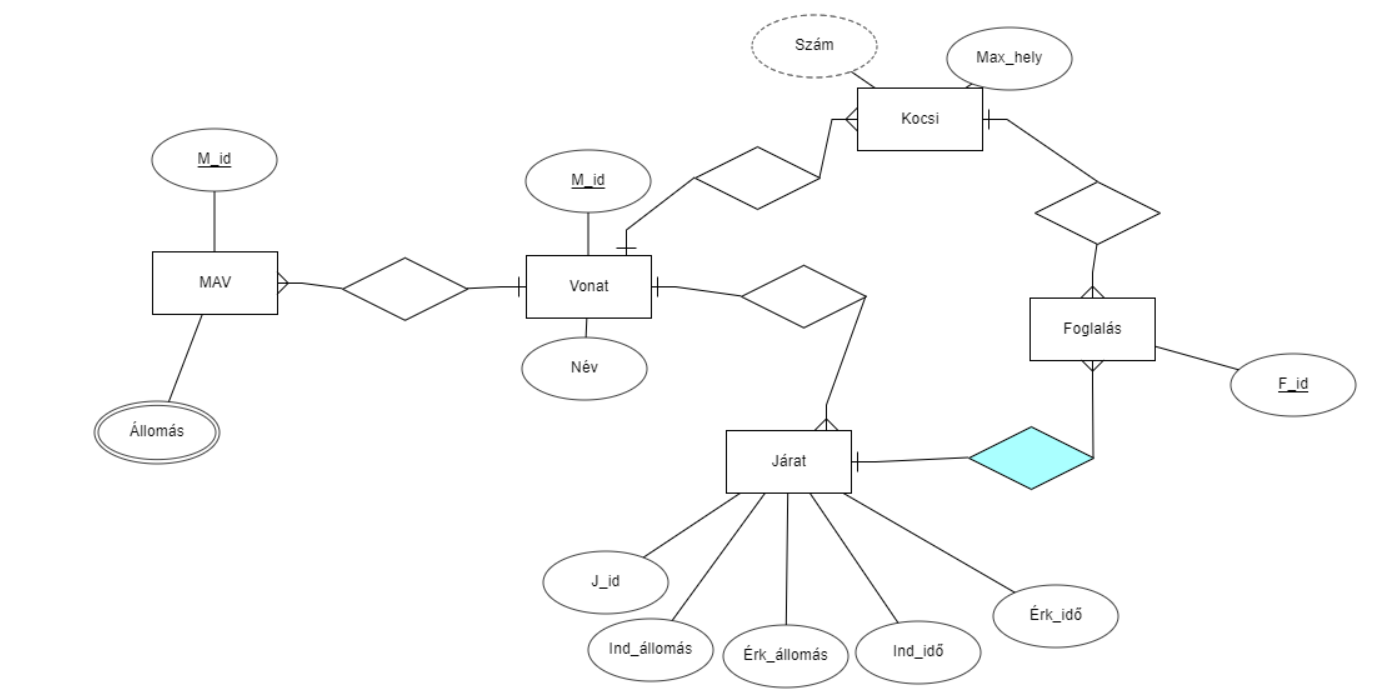 Szám
Max_hely
Kocsi
M_id
M_id
MAV
Vonat
Foglalás
Név
F_id
Állomás
Járat
J_id
Érk_idő
Ind_állomás
Érk_állomás
Ind_idő